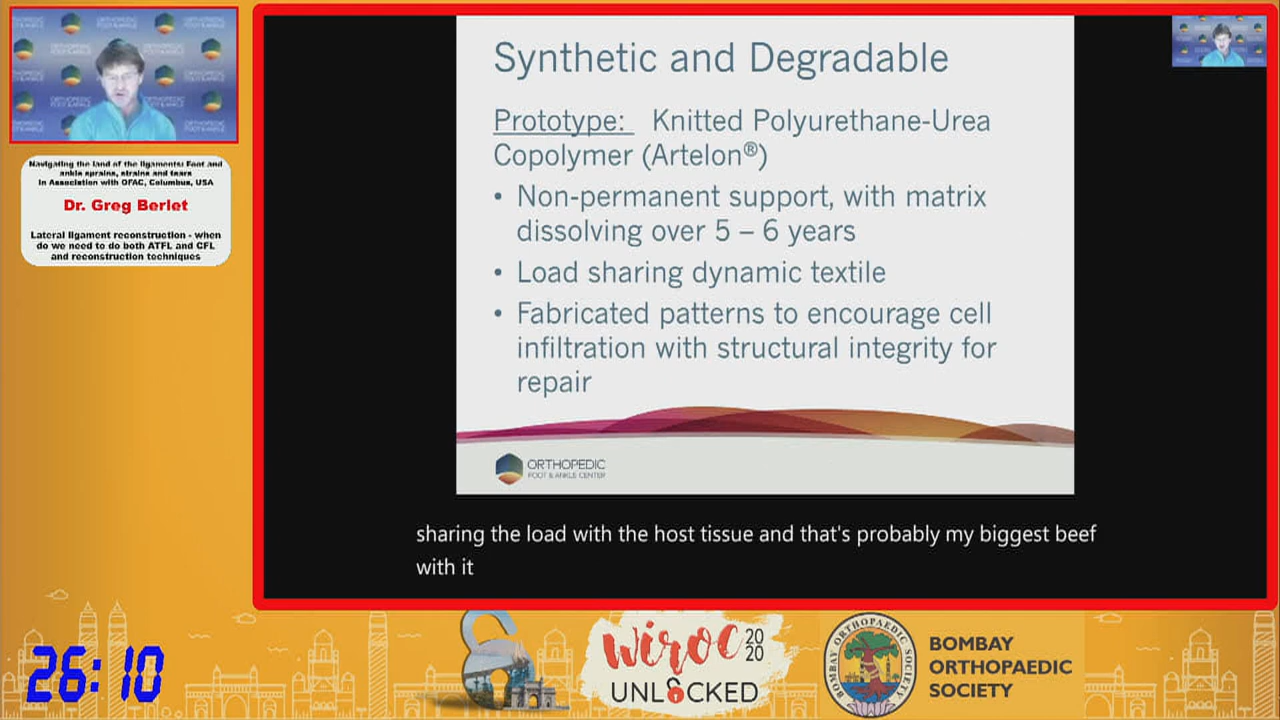 Navigating the land of the ligaments: Foot and
ankle sprains, strains and tears
In Association with OFAC, Columbus, USA
Dr. Greg Berlet
Lateral ligament reconstruction - when
do we need to do both ATFL and CFL
and reconstruction techniques
Synthetic and Degradable
Prototype: Knitted Polyurethane-Urea
Copolymer (Artelon®)
• Non-permanent support, with matrix
dissolving over 5 – 6 years
• Load sharing dynamic textile
• Fabricated patterns to encourage cell
infiltration with structural integrity for
repair
ORTHOPEDIC
FOOT & ANKLE CENTER
sharing the load with the host tissue and that's probably my biggest beef
with it
26:10
WIROC 20
20
UNLOCKED
BOMBAY ORTHOPAEDIC SOCIETY
BOMBAY
ORTHOPAEDIC
SOCIETY